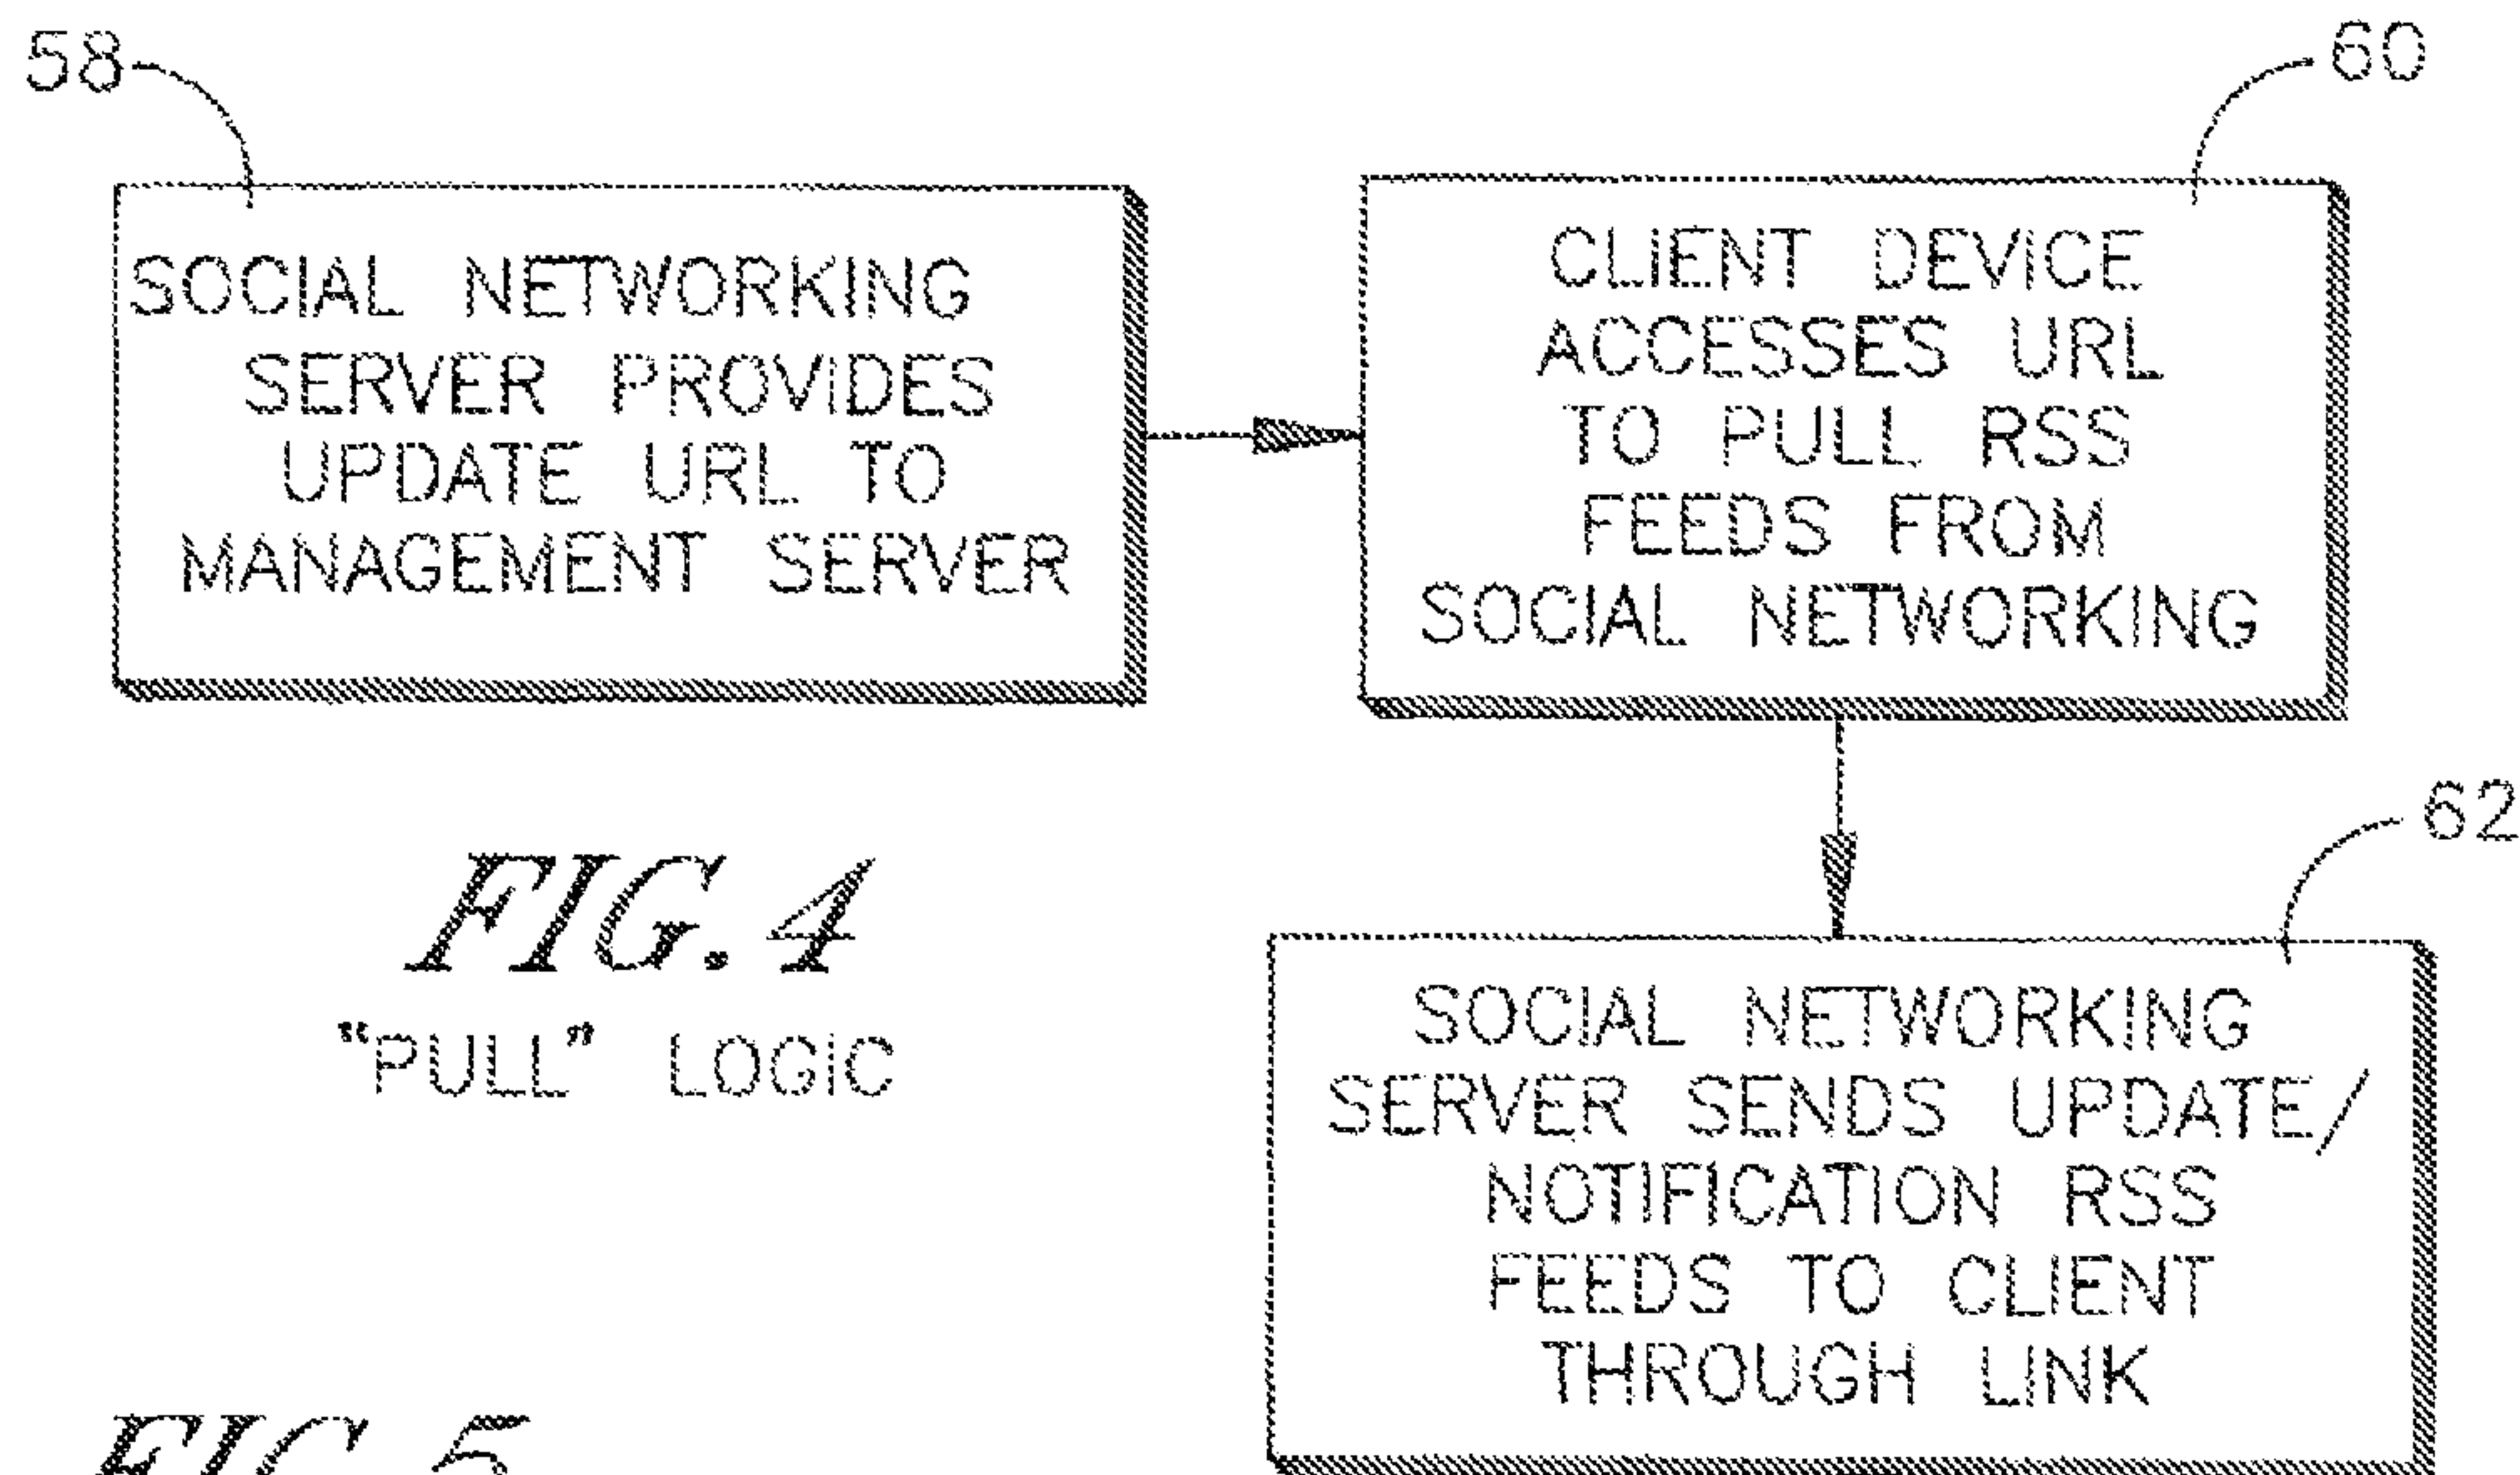 58
SOCIAL NETWORKING
SERVER PROVIDES
UPDATE URL TO
MANAGEMENT SERVER
60
CLIENT DEVICE
ACCESSES URL
TO PULL RSS
FEEDS FROM
SOCIAL NETWORKING
62
SOCIAL NETWORKING
SERVER SENDS UPDATE/
NOTIFICATION RSS
FEEDS TO CLIENT
THROUGH LINK
FIG. 4
"PULL" LOGIC
FIG. 5